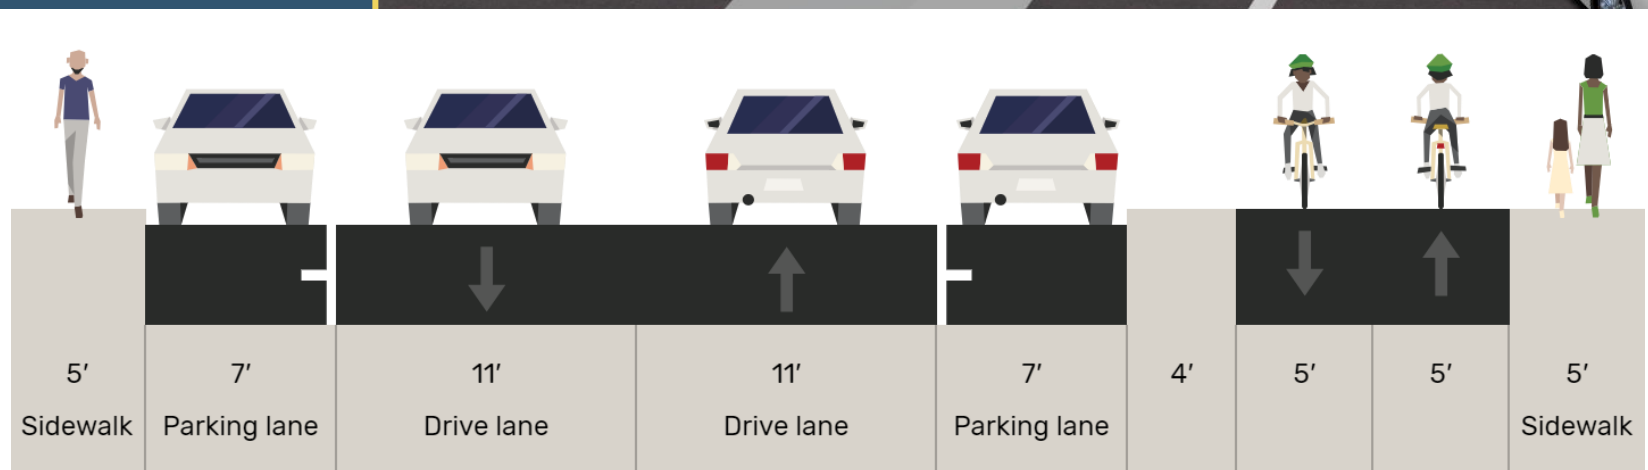 5′ 7′ 11′ 11′ 7′ 4′ 5′ 5′ 5′
Sidewalk Parking lane Drive lane Drive lane Parking lane Sidewalk